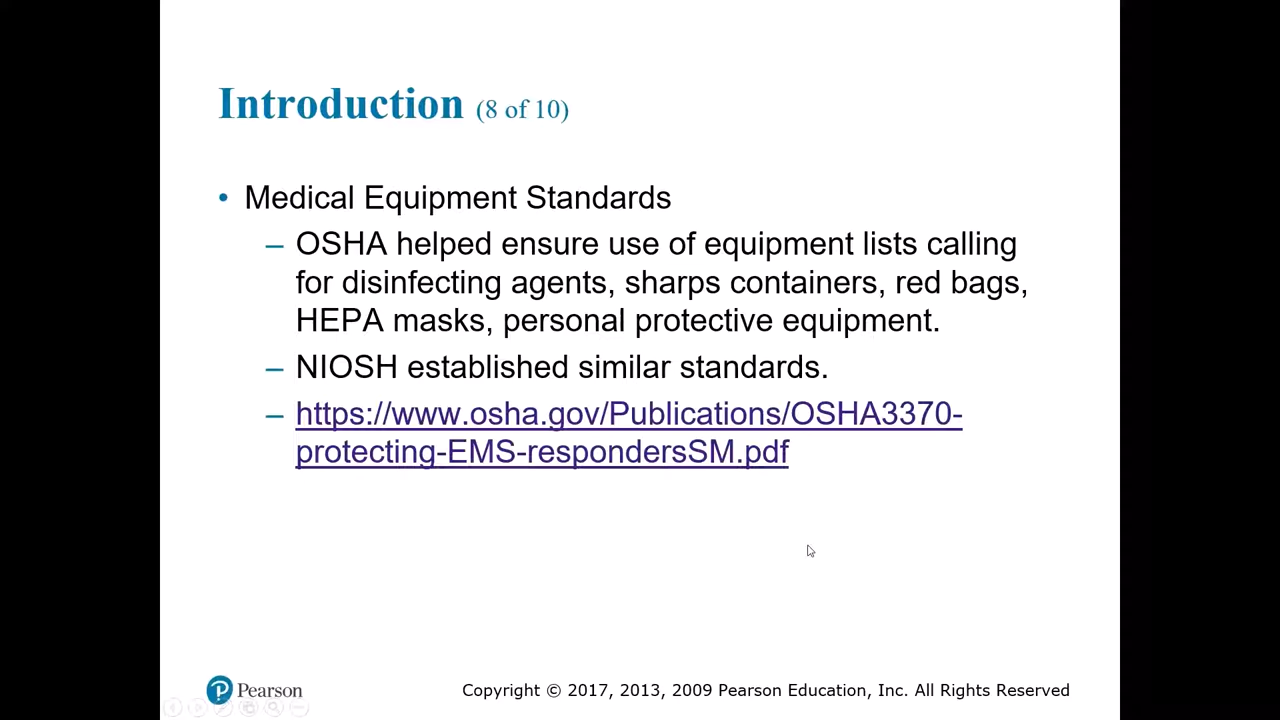 Introduction (8 of 10)
• Medical Equipment Standards
– OSHA helped ensure use of equipment lists calling
for disinfecting agents, sharps containers, red bags,
HEPA masks, personal protective equipment.
– NIOSH established similar standards.
– https://www.osha.gov/Publications/OSHA3370-
protecting-EMS-respondersSM.pdf
Pearson
Copyright © 2017, 2013, 2009 Pearson Education, Inc. All Rights Reserved